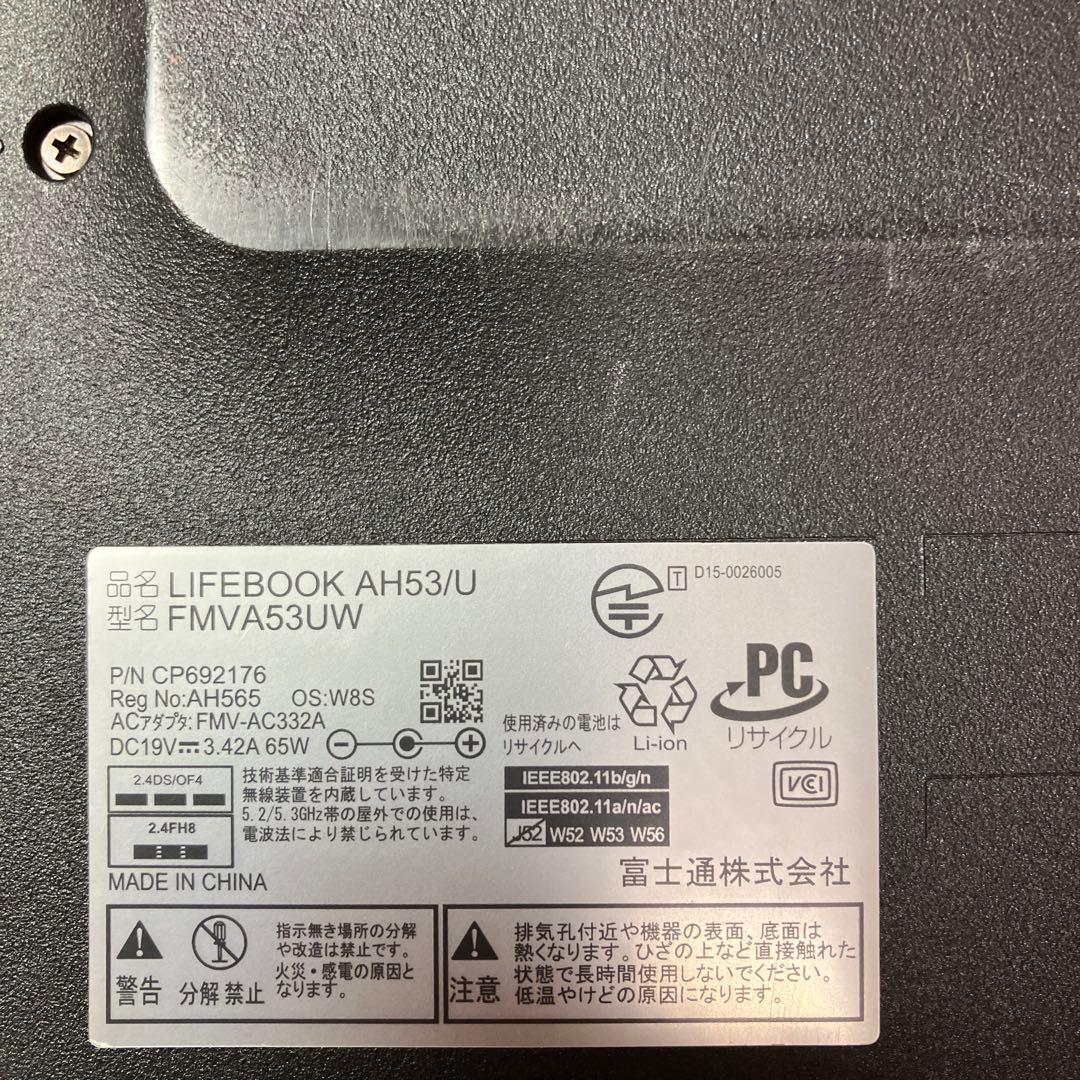 品名 LIFEBOOK AH53/U
型名 FMVA53UW
T D15-0026005
P/N CP692176
Reg No:AH565 OS:W8S
ACアダプタ:FMV-AC332A
DC19V 3.42A 65W
使用済みの電池は
リサイクルへ
Li-ion
PC
リサイクル
2.4DS/OF4
2.4FH8
技術基準適合証明を受けた特定
無線装置を内蔵しています。
5.2/5.3GHz帯の屋外での使用は、
電波法により禁じられています。
IEEE802.11b/g/n
IEEE802.11a/n/ac
J52 W52 W53 W56
VCI
MADE IN CHINA
富士通株式会社
警告
分解禁止
指示無き場所の分解
や改造は禁止です。
火災・感電の原因と
なります。
注意
排気孔付近や機器の表面、底面は
熱くなります。ひざの上など直接触れた
状態で長時間使用しないでください。
低温やけどの原因になります。